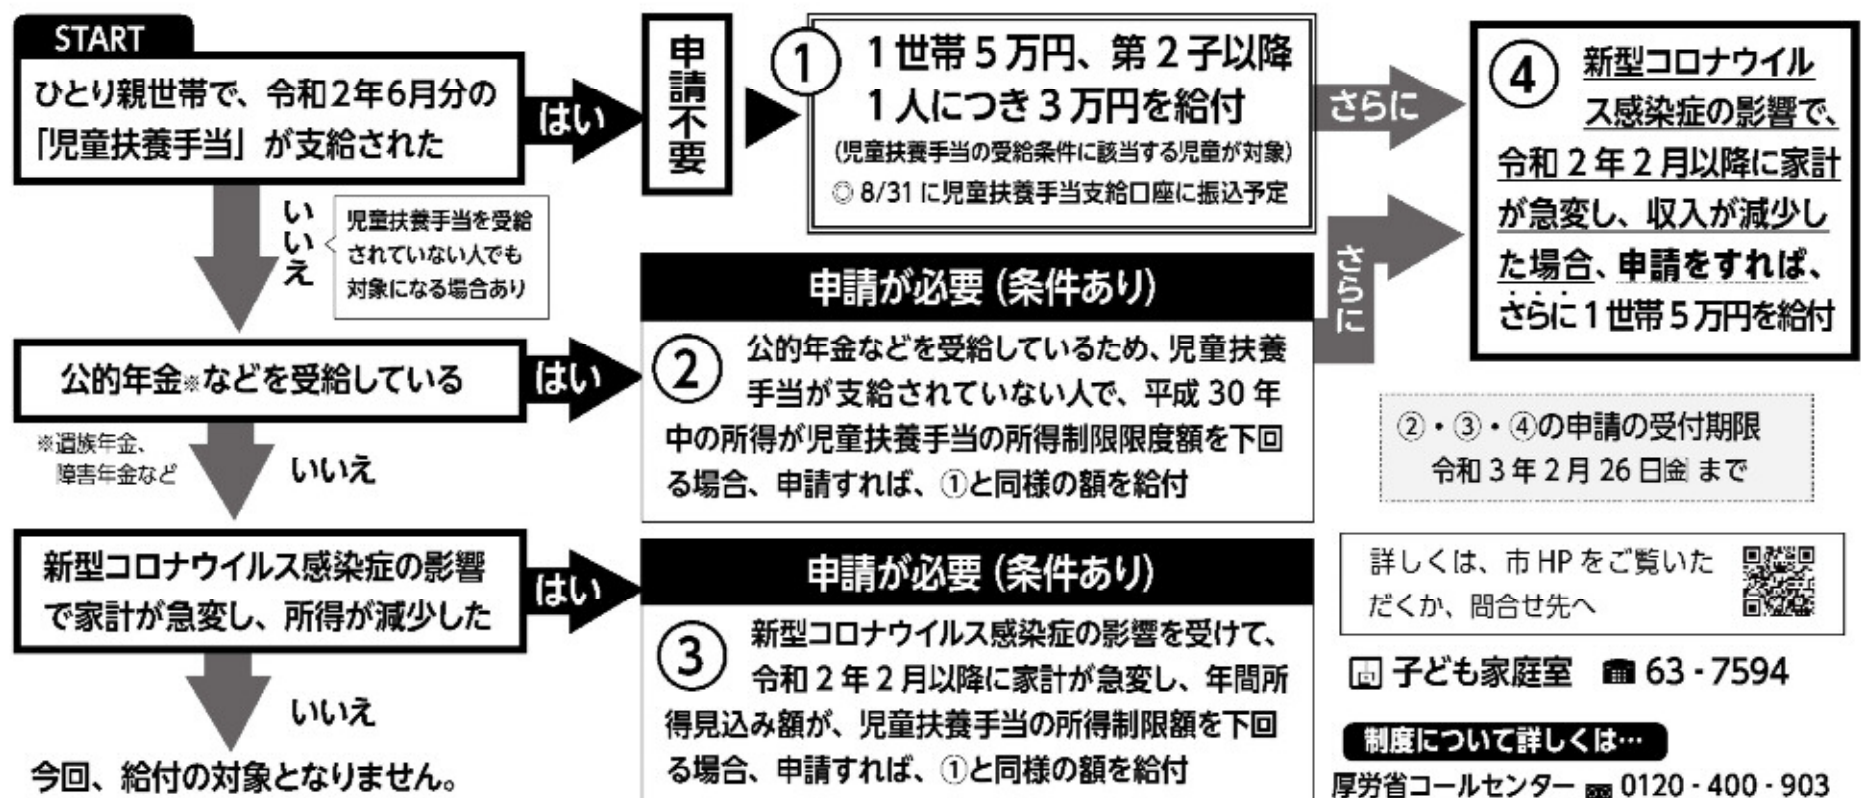 START
ひとり親世帯で、令和2年6月分の
「児童扶養手当」が支給された
はい
申請不要
① 1世帯5万円、第2子以降
1人につき3万円を給付
(児童扶養手当の受給条件に該当する児童が対象)
◎8/31に児童扶養手当支給口座に振込予定
さらに
④ 新型コロナウイル
ス感染症の影響で、
令和2年2月以降に家計
が急変し、収入が減少し
た場合、申請をすれば、
さらに1世帯5万円を給付
いいえ
児童扶養手当を受給
されていない人でも
対象になる場合あり
公的年金※などを受給している
※遺族年金、
障害年金など
はい
申請が必要(条件あり)
② 公的年金などを受給しているため、児童扶養
手当が支給されていない人で、平成30年
中の所得が児童扶養手当の所得制限限度額を下回
る場合、申請すれば、①と同様の額を給付
さらに
いいえ
新型コロナウイルス感染症の影響
で家計が急変し、所得が減少した
はい
申請が必要(条件あり)
③ 新型コロナウイルス感染症の影響を受けて、
令和2年2月以降に家計が急変し、年間所
得見込み額が、児童扶養手当の所得制限額を下回
る場合、申請すれば、①と同様の額を給付
いいえ
今回、給付の対象となりません。
②・③・④の申請の受付期限
令和3年2月26日㊎まで
詳しくは、市HPをご覧いた
だくか、問合せ先へ
子ども家庭室 ☎63-7594
制度について詳しくは…
厚労省コールセンター 0120-400-903